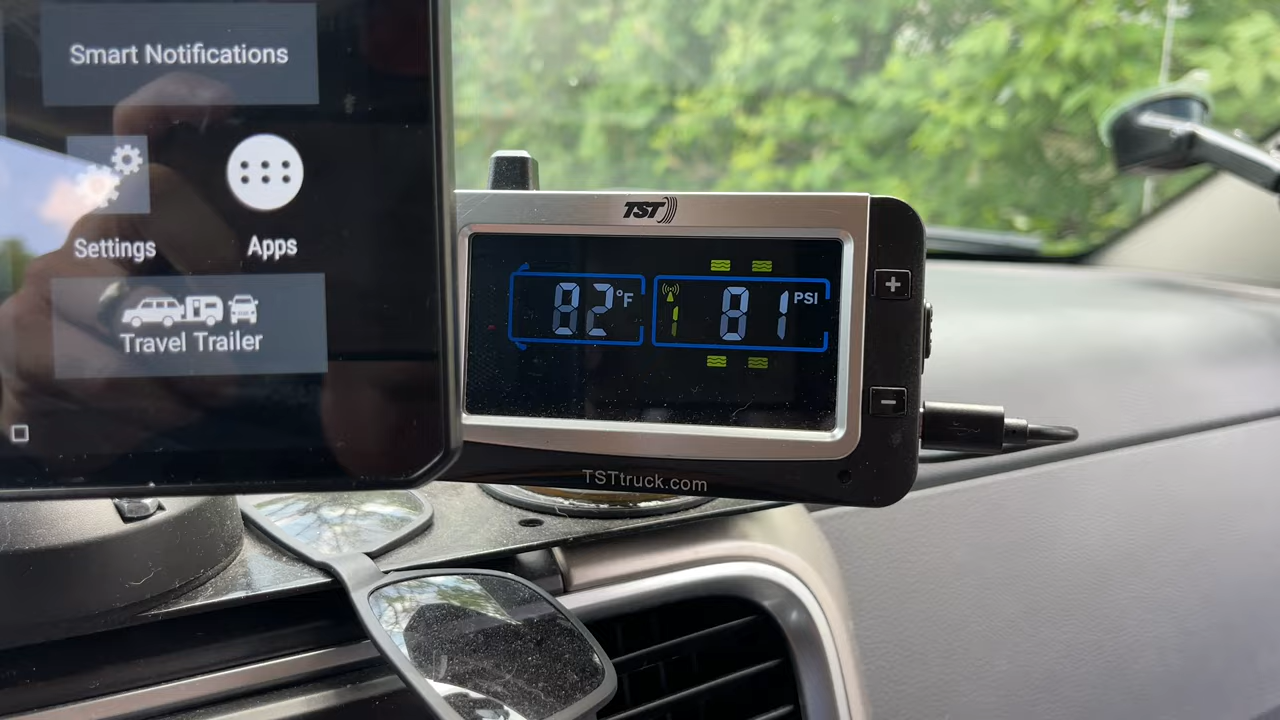 Smart Notifications
Settings
Apps
Travel Trailer
TST
82°F
1
81 PSI
+
-
TSTtruck.com